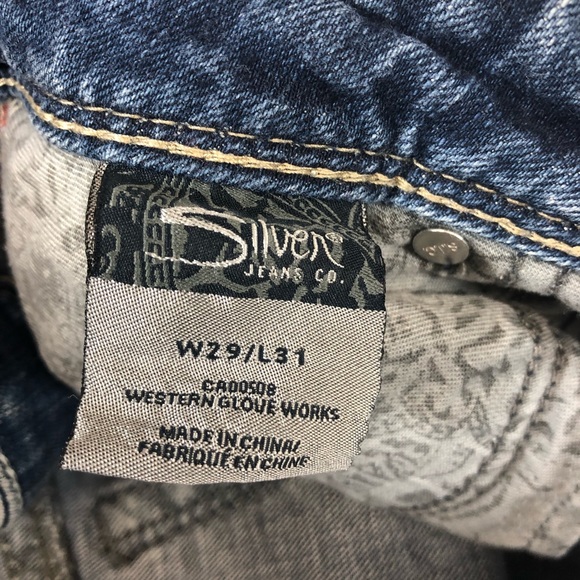 Silver®
JEANS CO.
W29/L31
CA00508
WESTERN GLOVE WORKS
MADE IN CHINA/
FABRIQUÉ EN CHINE